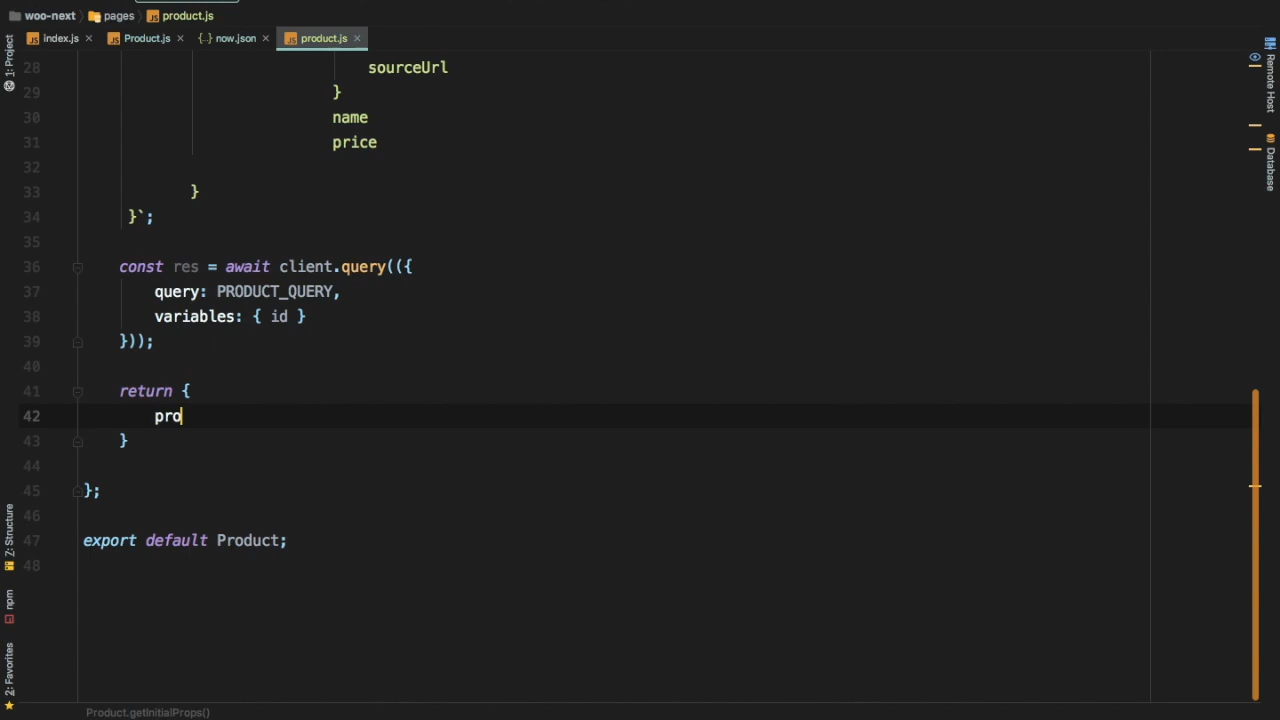 woo-next pages product.js
index.js Product.js now.json product.js
1: Project
Remote Host
Database
Z: Structure
npm
2: Favorites
28 sourceUrl
29 }
30 name
31 price
32
33 }
34 }`;
35
36 const res = await client.query(({
37 query: PRODUCT_QUERY,
38 variables: { id }
39 }));
40
41 return {
42 pro
43 }
44
45 };
46
47 export default Product;
48
Product.getInitialProps()